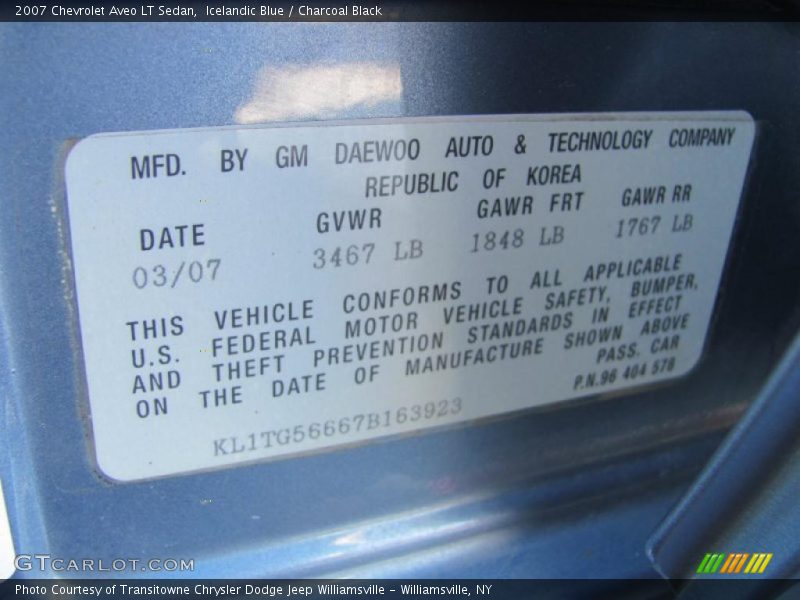 2007 Chevrolet Aveo LT Sedan,  Icelandic Blue / Charcoal Black
MFD. BY GM DAEWOO AUTO & TECHNOLOGY COMPANY
REPUBLIC OF KOREA
DATE GVWR GAWR FRT GAWR RR
03/07 3467 LB 1848 LB 1767 LB
THIS VEHICLE CONFORMS TO ALL APPLICABLE
U.S. FEDERAL MOTOR VEHICLE SAFETY, BUMPER,
AND THEFT PREVENTION STANDARDS IN EFFECT
ON THE DATE OF MANUFACTURE SHOWN ABOVE
PASS. CAR
KL1TG56667B163923 P.N.96 404 578
GTCARLOT.COM
Photo Courtesy of Transitowne Chrysler Dodge Jeep Williamsville – Williamsville, NY